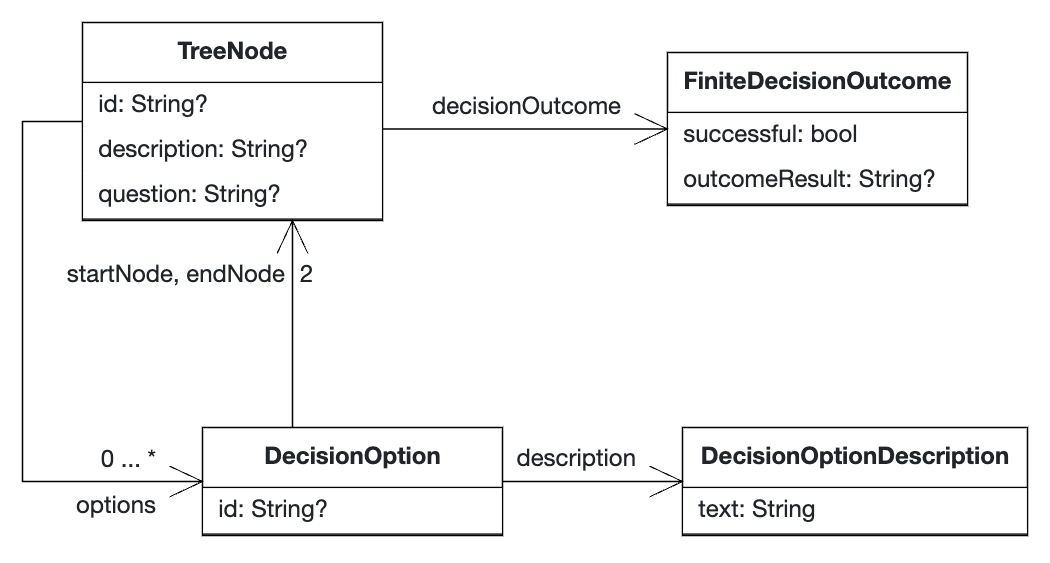 TreeNode
id: String?
description: String?
question: String?
decisionOutcome
FiniteDecisionOutcome
successful: bool
outcomeResult: String?
startNode, endNode 2
0 ... *
options
DecisionOption
id: String?
description
DecisionOptionDescription
text: String